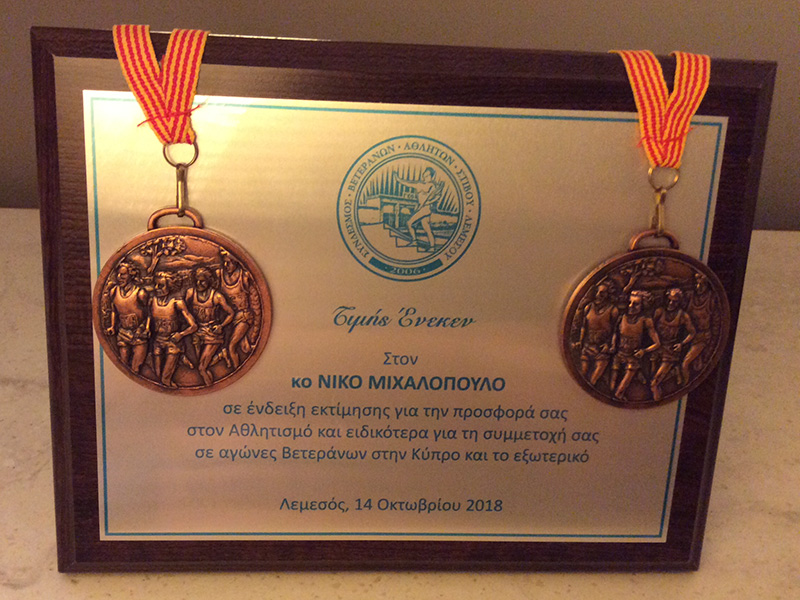 ΣΥΝΔΕΣΜΟΣ · ΒΕΤΕΡΑΝΩΝ · ΑΘΛΗΤΩΝ · ΣΤΙΒΟΥ · ΛΕΜΕΣΟΥ
· 2006 ·
Τιμής Ένεκεν
Στον
κο ΝΙΚΟ ΜΙΧΑΛΟΠΟΥΛΟ
σε ένδειξη εκτίμησης για την προσφορά σας
στον Αθλητισμό και ειδικότερα για τη συμμετοχή σας
σε αγώνες Βετεράνων στην Κύπρο και το εξωτερικό
Λεμεσός, 14 Οκτωβρίου 2018